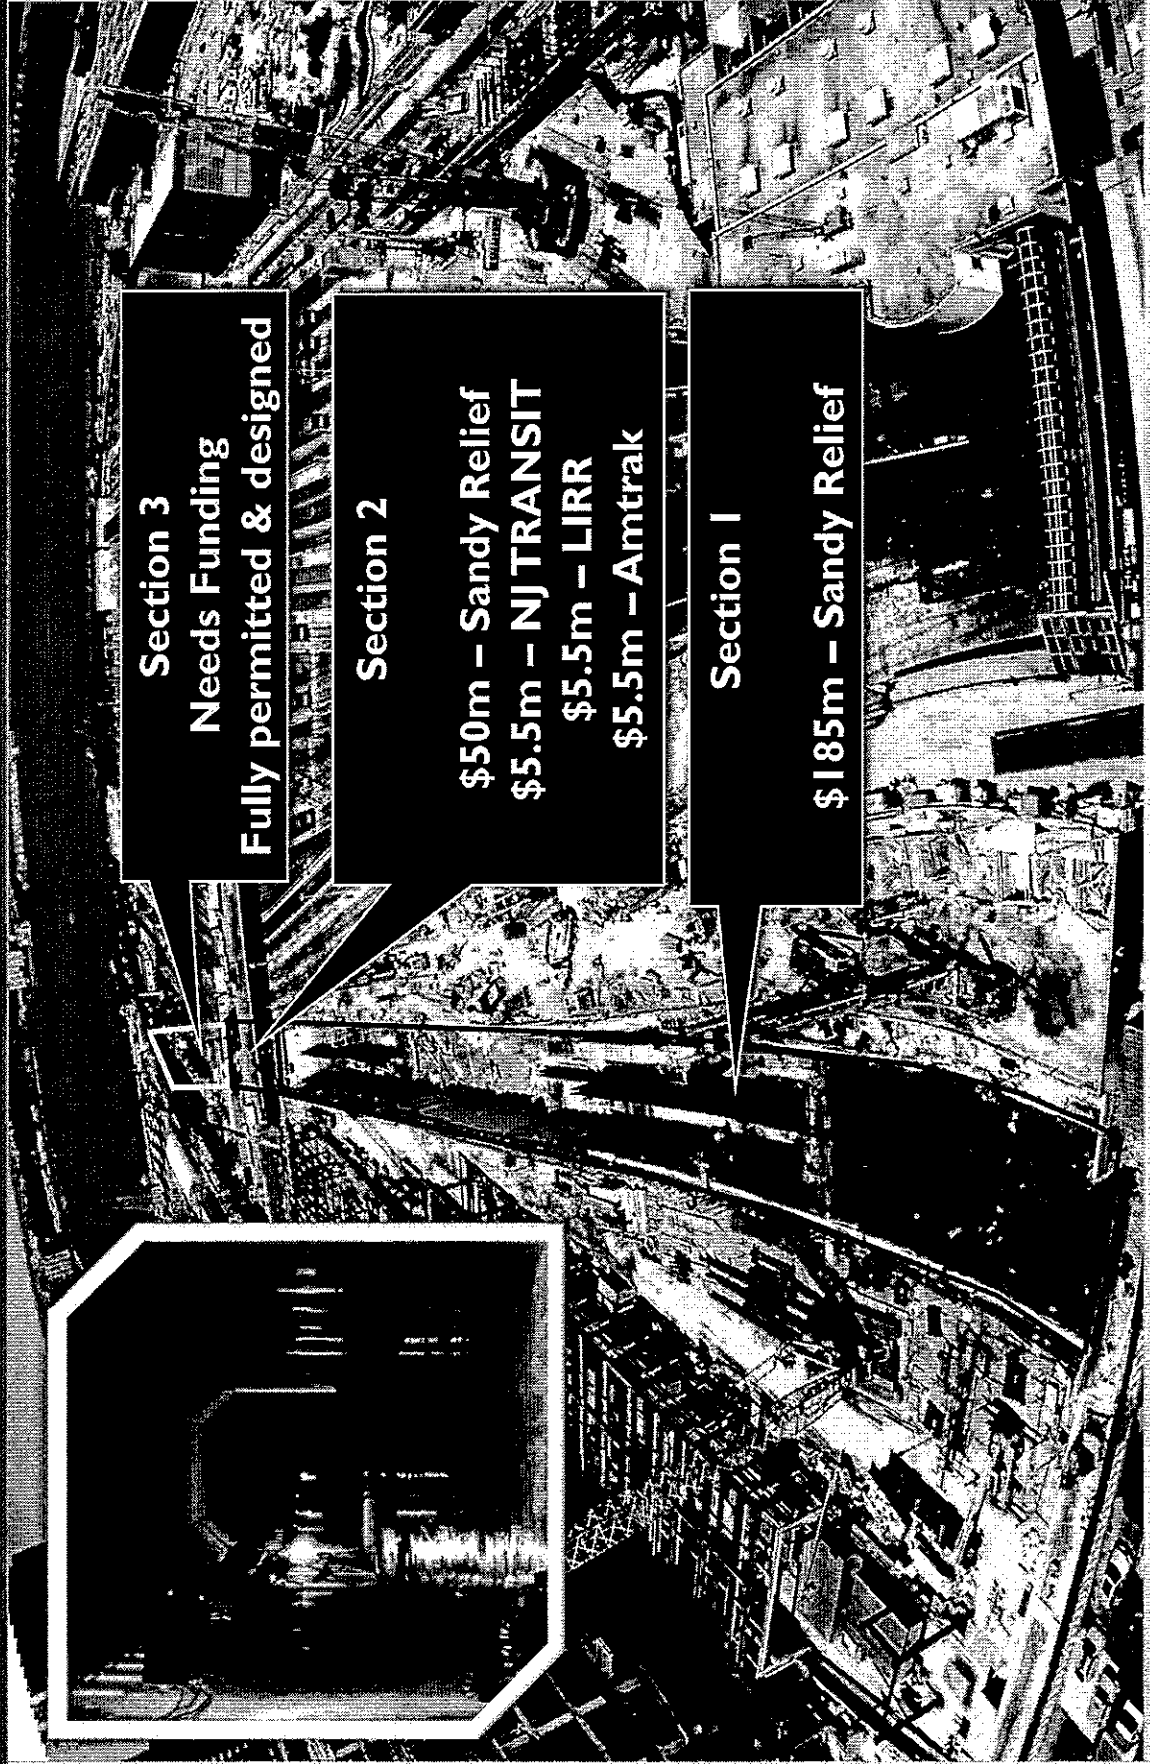 Section 3
Needs Funding
Fully permitted & designed
Section 2
$50m – Sandy Relief
$5.5m – NJ TRANSIT
$5.5m – LIRR
$5.5m – Amtrak
Section 1
$185m – Sandy Relief